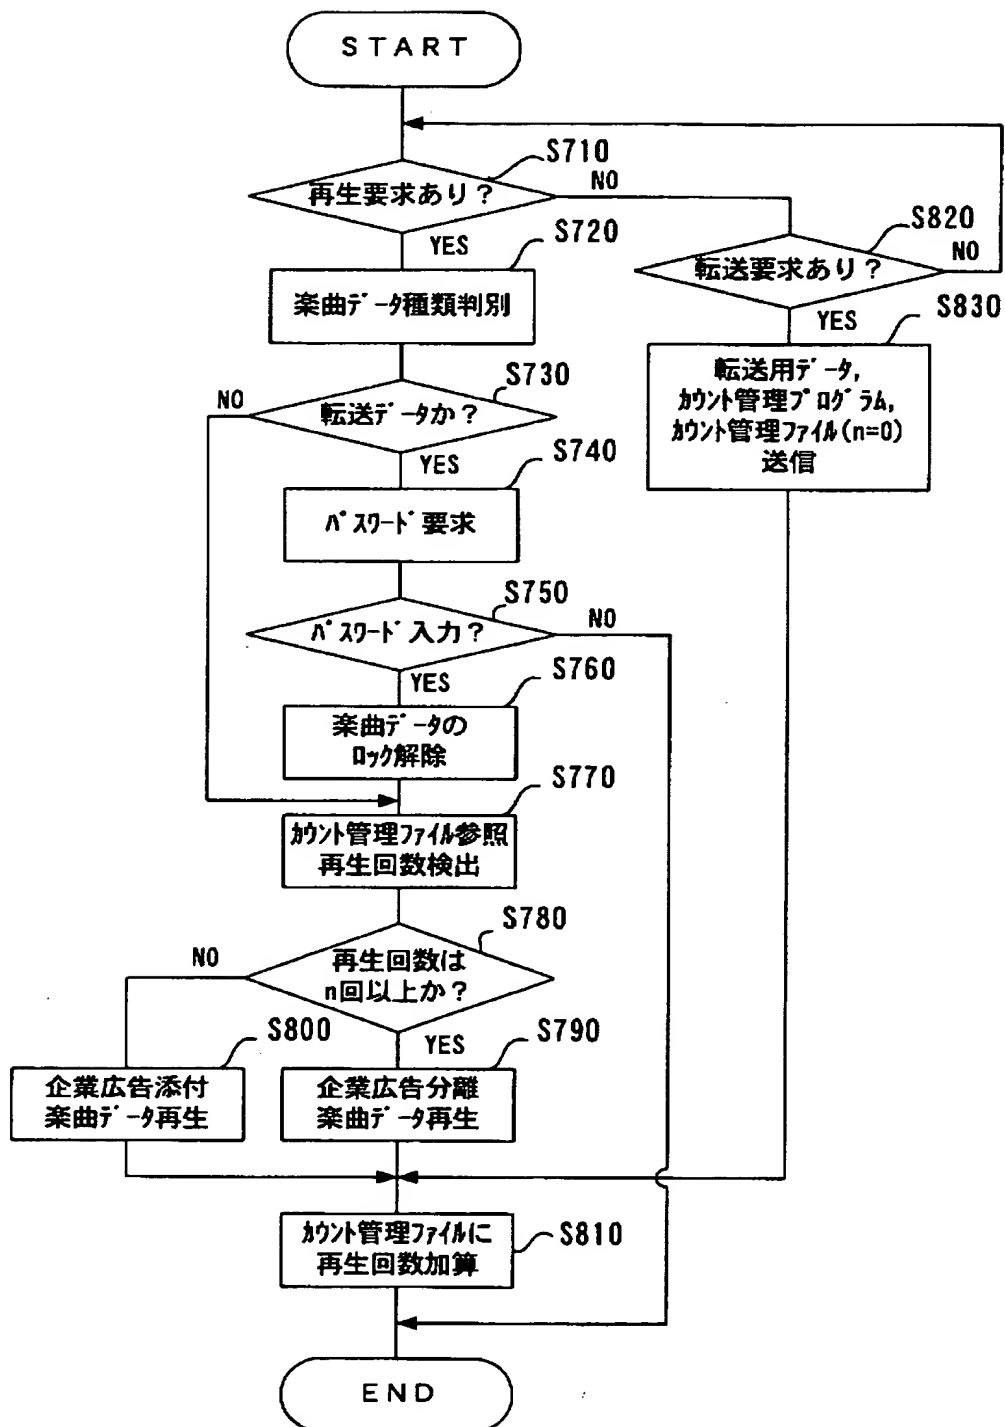 START
S710
再生要求あり?
NO
YES
S720
S820
転送要求あり?
NO
YES
楽曲ﾃﾞｰﾀ種類判別
S830
転送用ﾃﾞｰﾀ,
ｶｳﾝﾄ管理ﾌﾟﾛｸﾞﾗﾑ,
ｶｳﾝﾄ管理ﾌｧｲﾙ(n=0)
送信
S730
NO
転送ﾃﾞｰﾀか?
YES
S740
ﾊﾟｽﾜｰﾄﾞ要求
S750
ﾊﾟｽﾜｰﾄﾞ入力?
NO
YES
S760
楽曲ﾃﾞｰﾀの
ﾛｯｸ解除
S770
ｶｳﾝﾄ管理ﾌｧｲﾙ参照
再生回数検出
S780
NO
再生回数は
n回以上か?
YES
S800
S790
企業広告添付
楽曲ﾃﾞｰﾀ再生
企業広告分離
楽曲ﾃﾞｰﾀ再生
ｶｳﾝﾄ管理ﾌｧｲﾙに
再生回数加算
S810
END